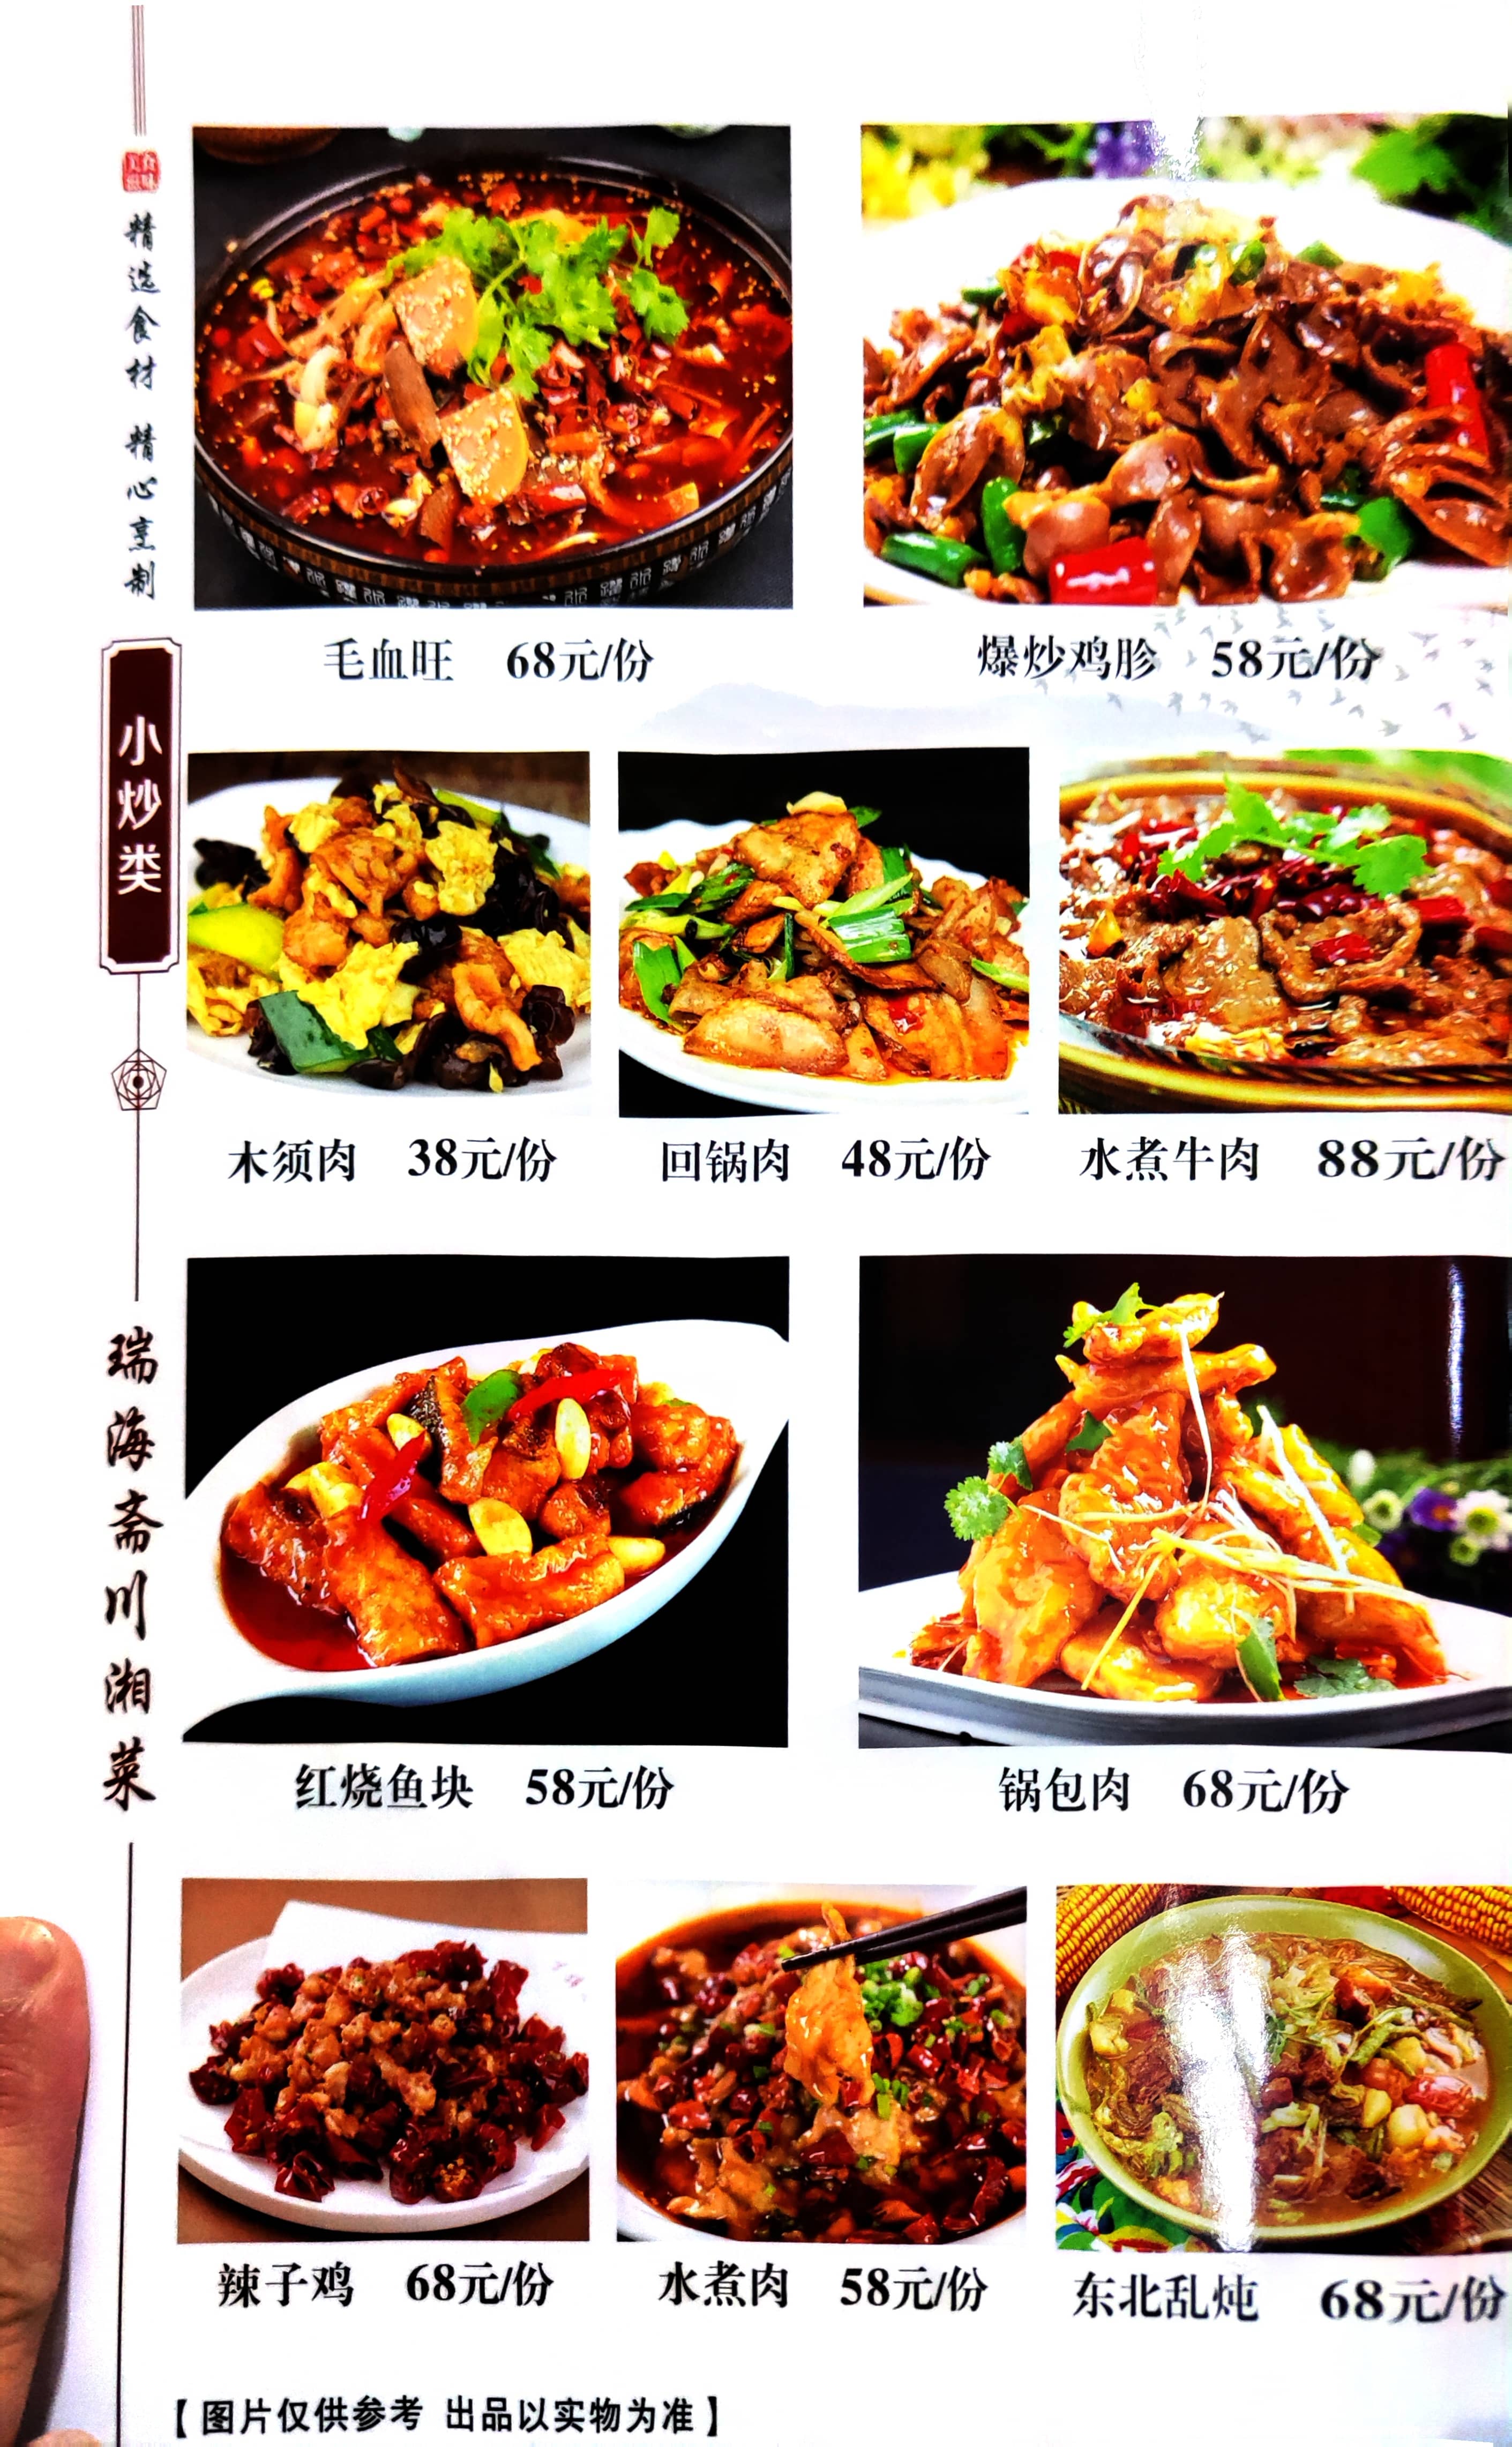 美食
滋味
精选食材 精心烹制
小炒类
瑞海斋川湘菜
毛血旺 68元/份
爆炒鸡胗 58元/份
木须肉 38元/份
回锅肉 48元/份
水煮牛肉 88元/份
红烧鱼块 58元/份
锅包肉 68元/份
辣子鸡 68元/份
水煮肉 58元/份
东北乱炖 68元/份
【图片仅供参考 出品以实物为准】